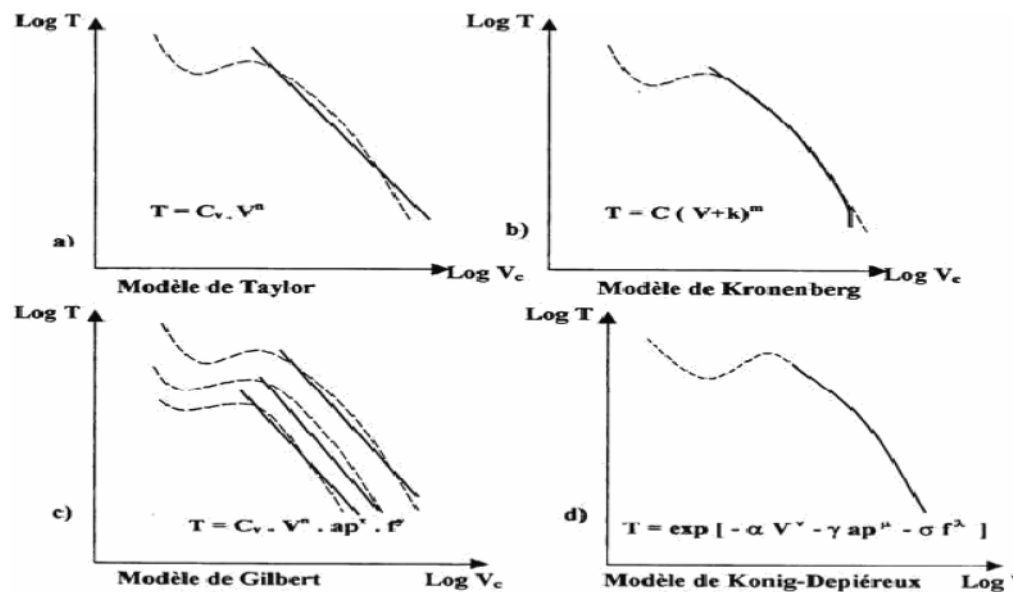 Log T
T = Cv . V^n
a)
Log Vc
Modèle de Taylor
Log T
T = C ( V+k)^m
b)
Log Vc
Modèle de Kronenberg
Log T
c)
T = Cv . V^n . ap^x . f^
Modèle de Gilbert
Log Vc
Log T
d)
T = exp [ - α V^ν - γ ap^μ - σ f^λ ]
Modèle de Konig-Depiéreux
Log V